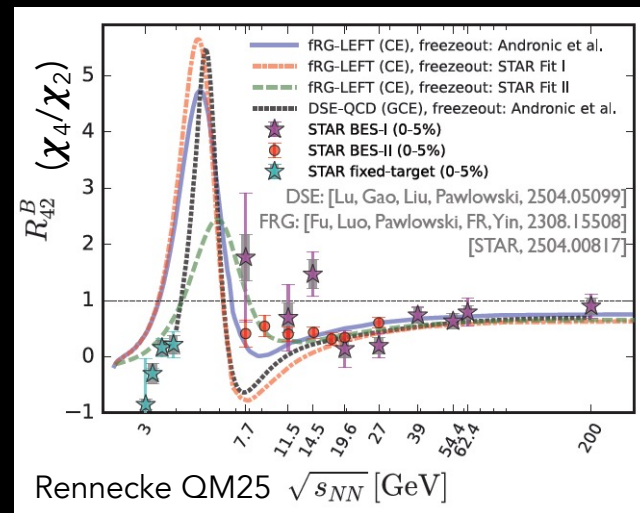 5
4
3
2
1
0
−1
R_{42}^B (χ4/χ2)
fRG-LEFT (CE), freezeout: Andronic et al.
fRG-LEFT (CE), freezeout: STAR Fit I
fRG-LEFT (CE), freezeout: STAR Fit II
DSE-QCD (GCE), freezeout: Andronic et al.
STAR BES-I (0-5%)
STAR BES-II (0-5%)
STAR fixed-target (0-5%)
DSE: [Lu, Gao, Liu, Pawlowski, 2504.05099]
FRG: [Fu, Luo, Pawlowski, FR,Yin, 2308.15508]
[STAR, 2504.00817]
3 7.7 11.5 14.5 19.6 27 39 54.4 62.4 200
Rennecke QM25 √s_{NN} [GeV]